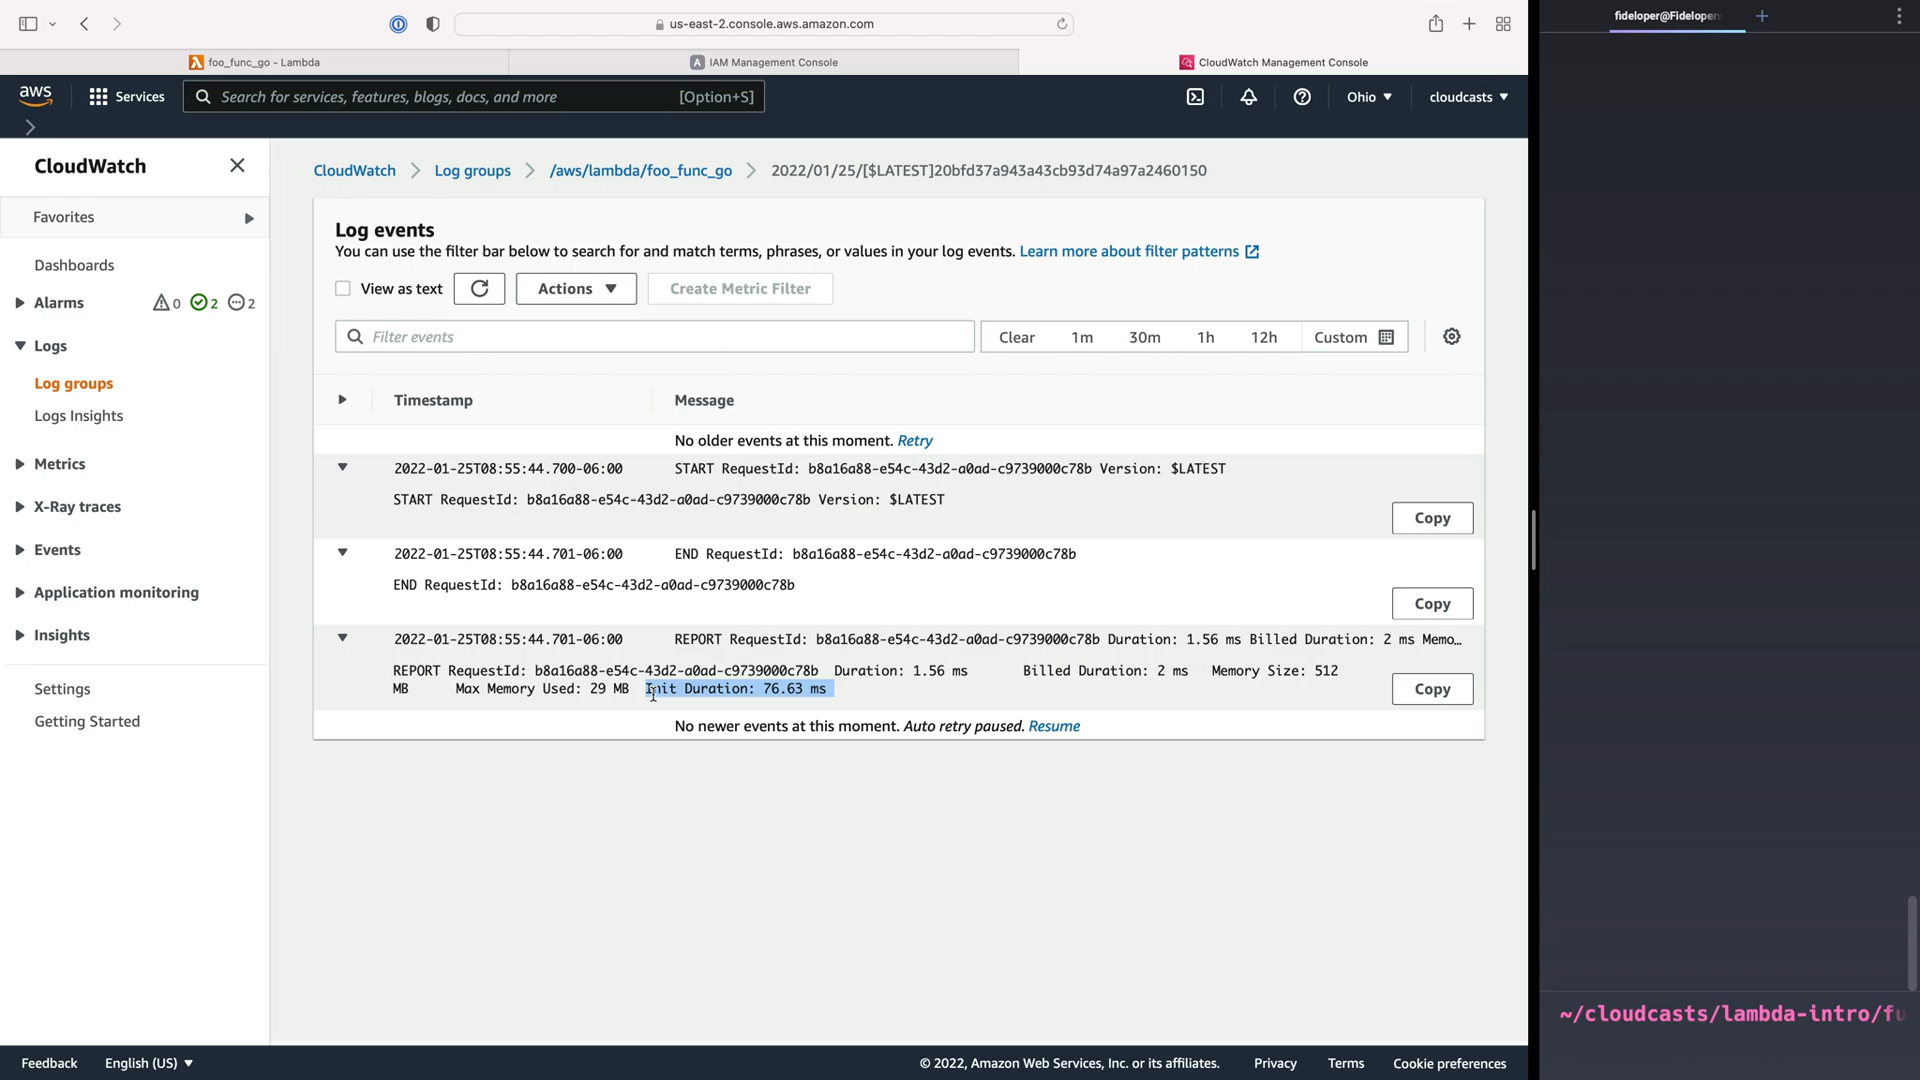 us-east-2.console.aws.amazon.com
fideloper@Fideloper
foo_func_go - Lambda
IAM Management Console
CloudWatch Management Console
aws
Services
Search for services, features, blogs, docs, and more
[Option+S]
Ohio
cloudcasts
CloudWatch
Favorites
Dashboards
Alarms
0
2
2
Logs
Log groups
Logs Insights
Metrics
X-Ray traces
Events
Application monitoring
Insights
Settings
Getting Started
CloudWatch
Log groups
/aws/lambda/foo_func_go
2022/01/25/[$LATEST]20bfd37a943a43cb93d74a97a2460150
Log events
You can use the filter bar below to search for and match terms, phrases, or values in your log events. Learn more about filter patterns
View as text
Actions
Create Metric Filter
Filter events
Clear
1m
30m
1h
12h
Custom
Timestamp
Message
No older events at this moment. Retry
2022-01-25T08:55:44.700-06:00
START RequestId: b8a16a88-e54c-43d2-a0ad-c9739000c78b Version: $LATEST
START RequestId: b8a16a88-e54c-43d2-a0ad-c9739000c78b Version: $LATEST
Copy
2022-01-25T08:55:44.701-06:00
END RequestId: b8a16a88-e54c-43d2-a0ad-c9739000c78b
END RequestId: b8a16a88-e54c-43d2-a0ad-c9739000c78b
Copy
2022-01-25T08:55:44.701-06:00
REPORT RequestId: b8a16a88-e54c-43d2-a0ad-c9739000c78b Duration: 1.56 ms Billed Duration: 2 ms Memo…
REPORT RequestId: b8a16a88-e54c-43d2-a0ad-c9739000c78b Duration: 1.56 ms Billed Duration: 2 ms Memory Size: 512
MB Max Memory Used: 29 MB Init Duration: 76.63 ms
Copy
No newer events at this moment. Auto retry paused. Resume
~/cloudcasts/lambda-intro/fu
Feedback
English (US)
© 2022, Amazon Web Services, Inc. or its affiliates.
Privacy
Terms
Cookie preferences